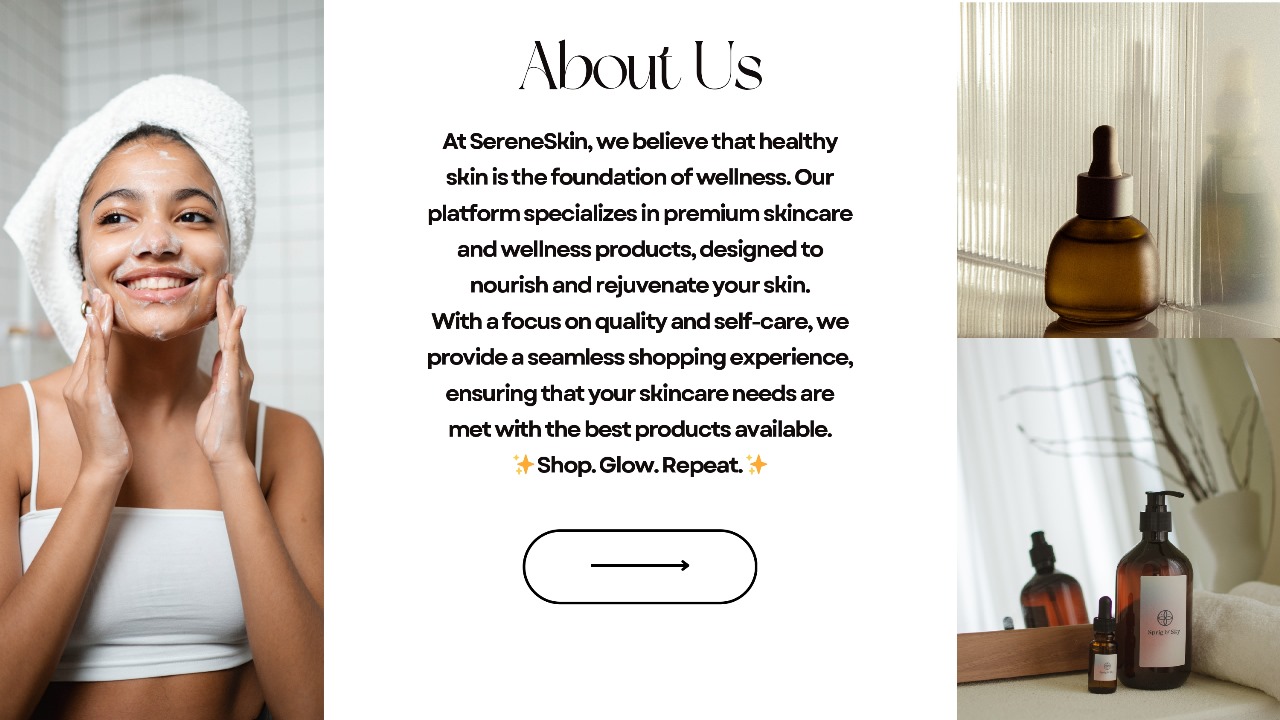 About Us
At SereneSkin, we believe that healthy
skin is the foundation of wellness. Our
platform specializes in premium skincare
and wellness products, designed to
nourish and rejuvenate your skin.
With a focus on quality and self-care, we
provide a seamless shopping experience,
ensuring that your skincare needs are
met with the best products available.
✨Shop. Glow. Repeat.✨